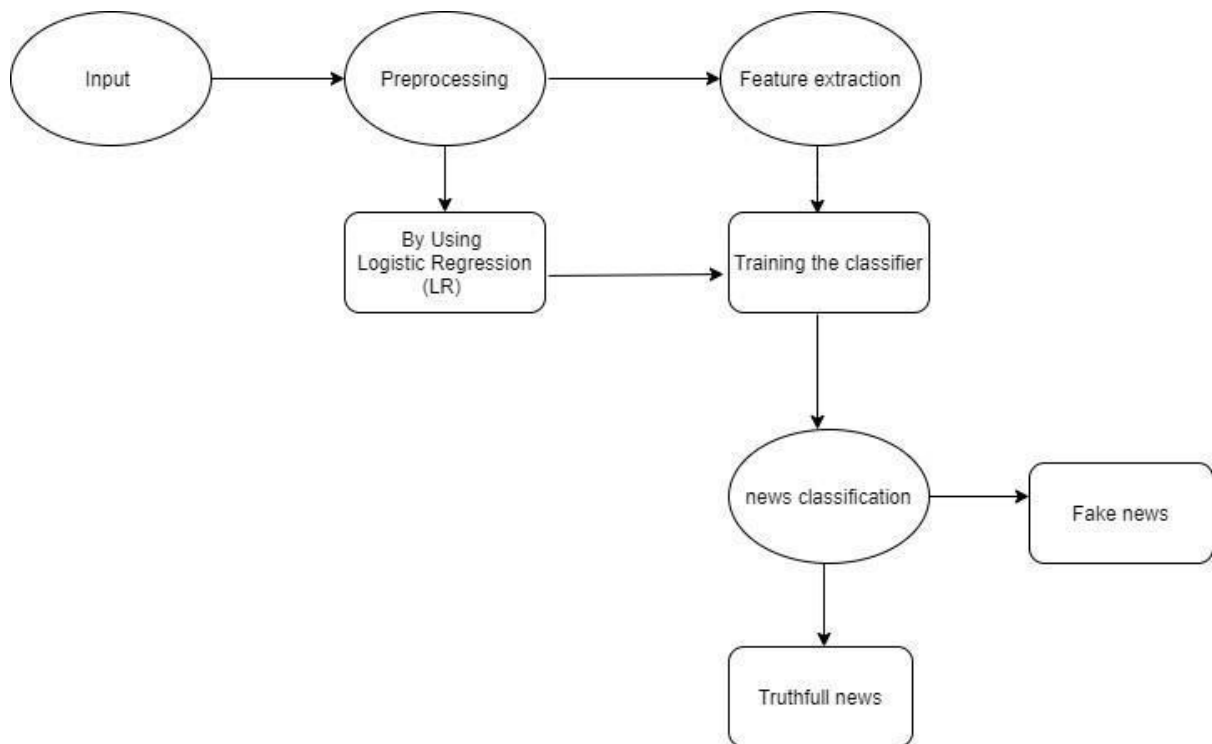 Input
Preprocessing
Feature extraction
By Using
Logistic Regression
(LR)
Training the classifier
news classification
Fake news
Truthfull news